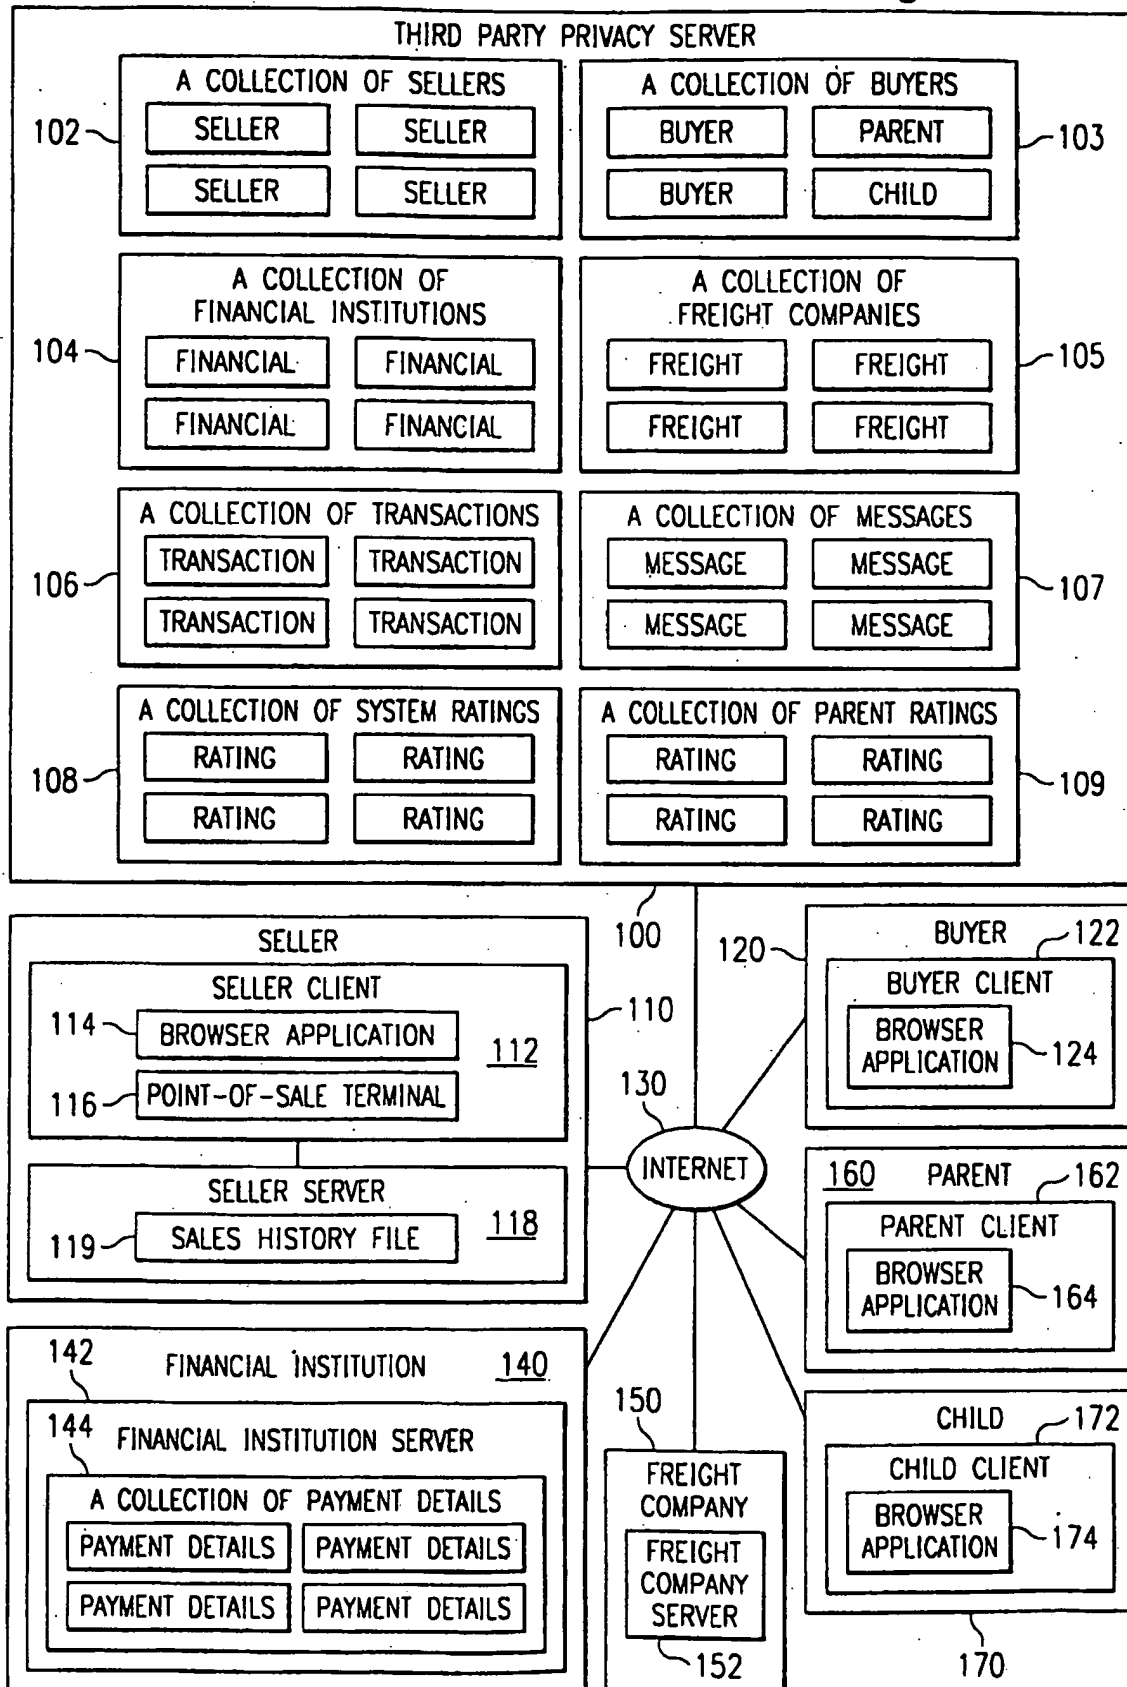 THIRD PARTY PRIVACY SERVER
A COLLECTION OF SELLERS
102
SELLER SELLER
SELLER SELLER
A COLLECTION OF BUYERS
BUYER PARENT
103
BUYER CHILD
A COLLECTION OF
FINANCIAL INSTITUTIONS
104
FINANCIAL FINANCIAL
FINANCIAL FINANCIAL
A COLLECTION OF
FREIGHT COMPANIES
FREIGHT FREIGHT
105
FREIGHT FREIGHT
A COLLECTION OF TRANSACTIONS
TRANSACTION TRANSACTION
106
TRANSACTION TRANSACTION
A COLLECTION OF MESSAGES
MESSAGE MESSAGE
107
MESSAGE MESSAGE
A COLLECTION OF SYSTEM RATINGS
RATING RATING
108
RATING RATING
A COLLECTION OF PARENT RATINGS
RATING RATING
109
RATING RATING
100
SELLER
110
SELLER CLIENT
114
BROWSER APPLICATION
112
116
POINT-OF-SALE TERMINAL
SELLER SERVER
118
119
SALES HISTORY FILE
130
INTERNET
120
BUYER
122
BUYER CLIENT
BROWSER
APPLICATION
124
160
PARENT
162
PARENT CLIENT
BROWSER
APPLICATION
164
CHILD
172
CHILD CLIENT
BROWSER
APPLICATION
174
170
142
FINANCIAL INSTITUTION
140
144
FINANCIAL INSTITUTION SERVER
A COLLECTION OF PAYMENT DETAILS
PAYMENT DETAILS PAYMENT DETAILS
PAYMENT DETAILS PAYMENT DETAILS
150
FREIGHT
COMPANY
FREIGHT
COMPANY
SERVER
152